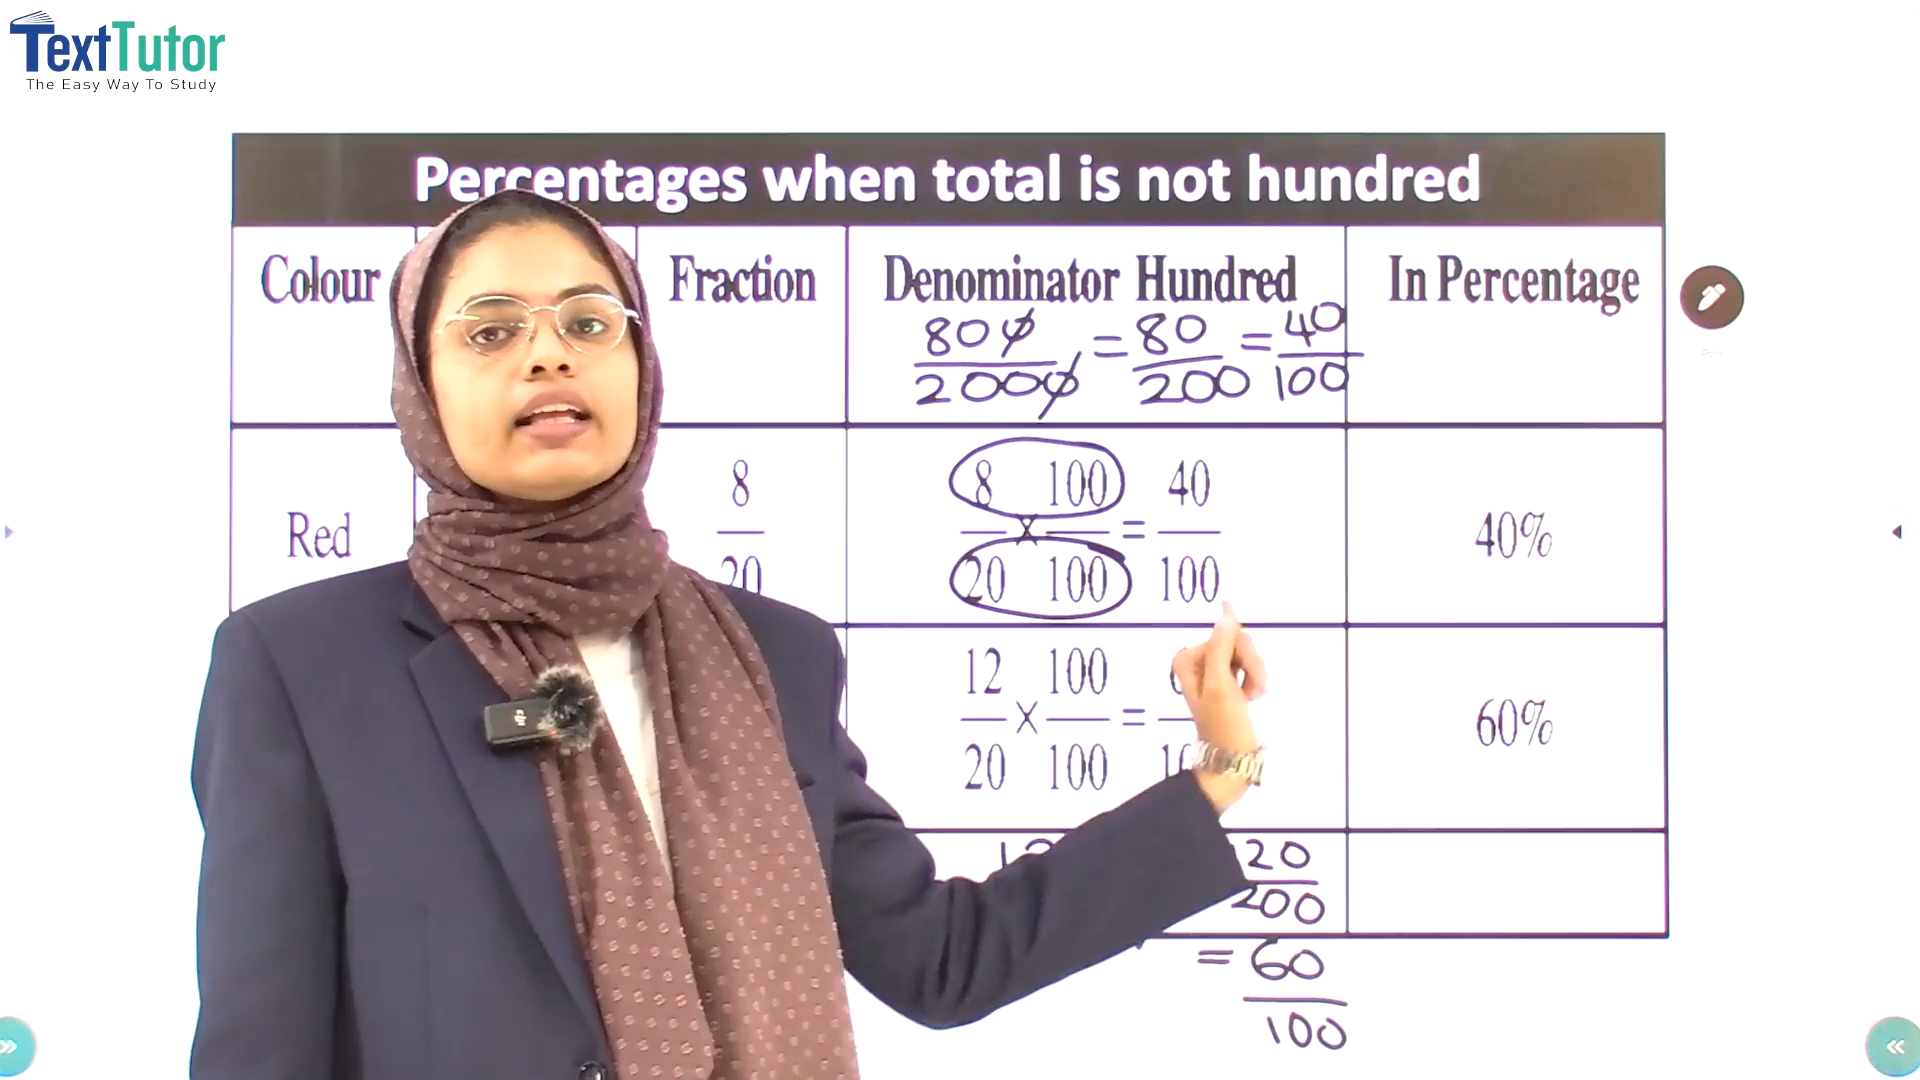 TextTutor
The Easy Way To Study
Percentages when total is not hundred
Colour Fraction Denominator Hundred In Percentage
800/2000 = 80/200 = 40/100
Red 8/20 8/20 × 100/100 = 40/100 40%
12/20 × 100/100 = 60%
20/200
= 60/100